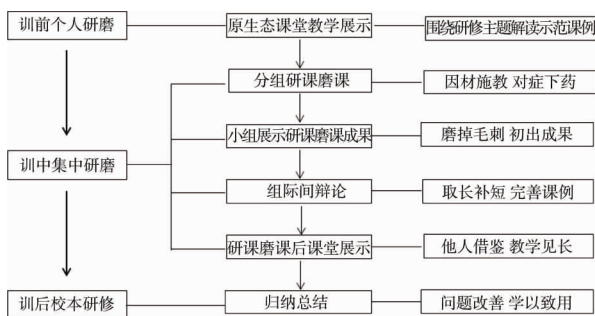 训前个人研磨
原生态课堂教学展示
围绕研修主题解读示范课例
分组研课磨课
因材施教 对症下药
小组展示研课磨课成果
磨掉毛刺 初出成果
训中集中研磨
组际间辩论
取长补短 完善课例
研课磨课后课堂展示
他人借鉴 教学见长
训后校本研修
归纳总结
问题改善 学以致用